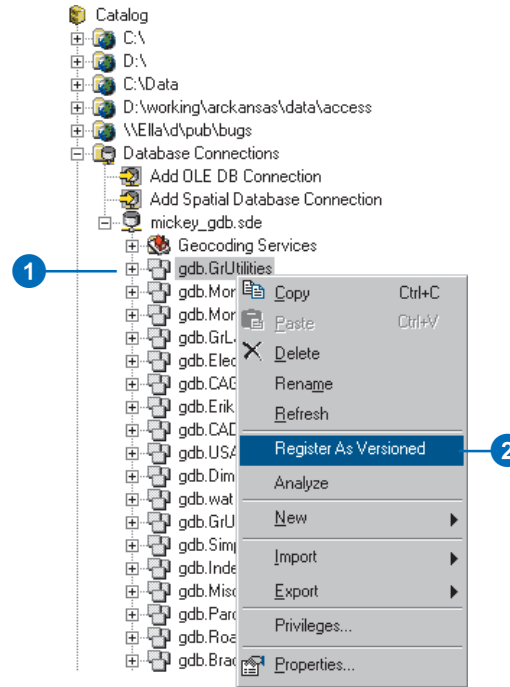 Catalog
C:\
D:\
C:\Data
D:\working\arckansas\data\access
\\Ella\d\pub\bugs
Database Connections
Add OLE DB Connection
Add Spatial Database Connection
mickey_gdb.sde
Geocoding Services
1
gdb.GrUtilities
gdb.Mor
gdb.Mor
gdb.GrL
gdb.Elec
gdb.CAG
gdb.Erik
gdb.CAD
gdb.USA
gdb.Dim
gdb.wat
gdb.GrU
gdb.Simp
gdb.Inde
gdb.Misc
gdb.Parc
gdb.Roa
gdb.Brac
Copy Ctrl+C
Paste Ctrl+V
Delete
Rename
Refresh
Register As Versioned
2
Analyze
New
Import
Export
Privileges...
Properties...